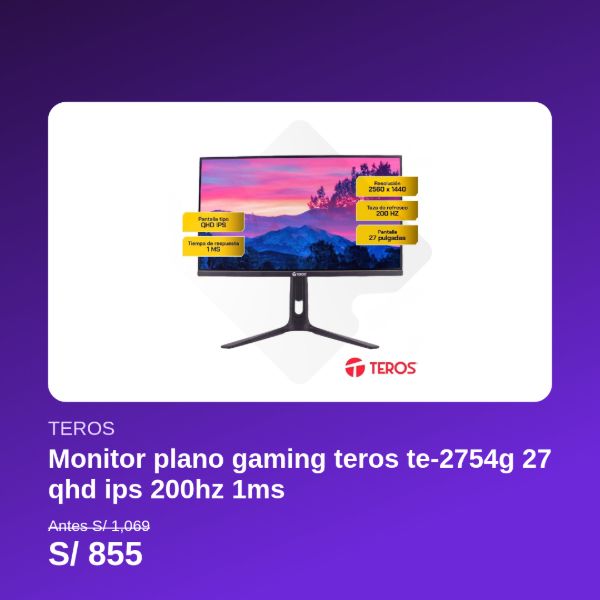 Resolución
2560 x 1440
Tasa de refresco
200 HZ
Pantalla tipo
QHD IPS
Pantalla
27 pulgadas
Tiempo de respuesta
1 MS
TEROS
TEROS
TEROS
Monitor plano gaming teros te-2754g 27
qhd ips 200hz 1ms
Antes S/ 1,069
S/ 855